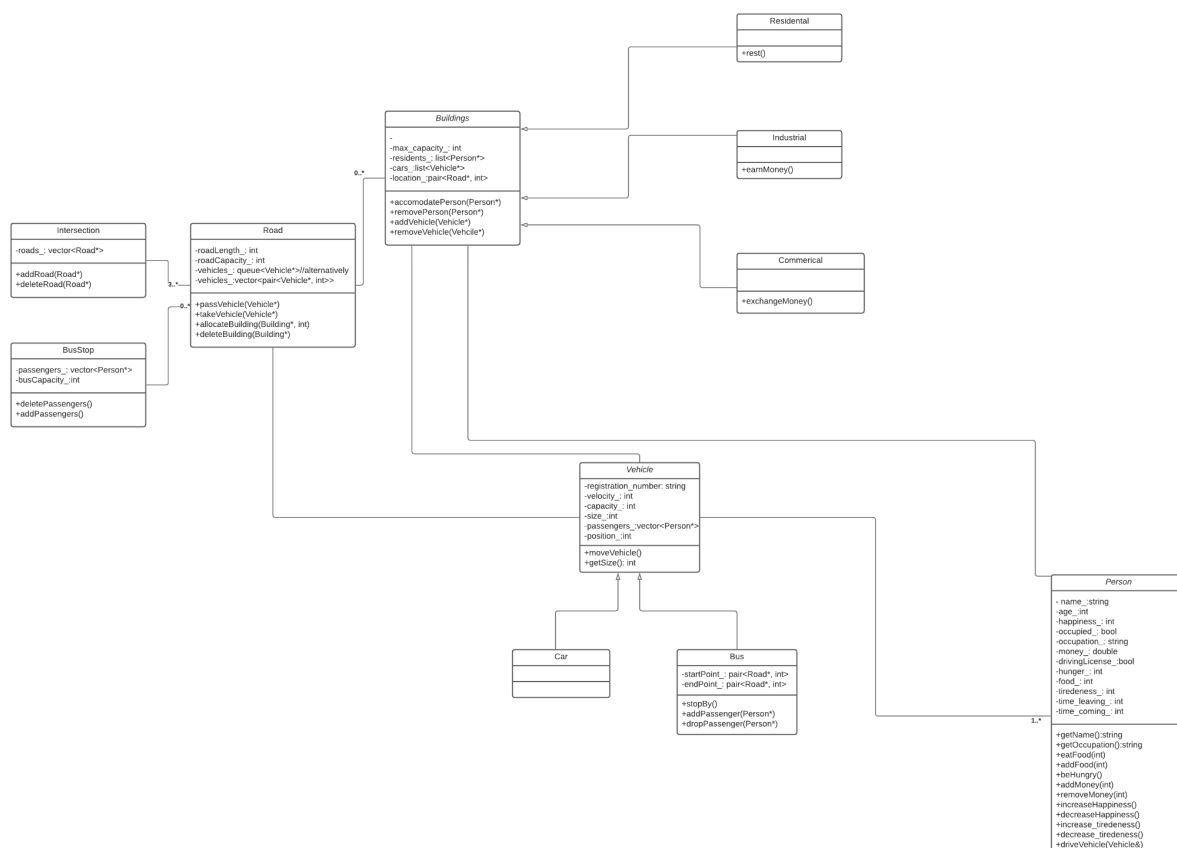 Residental
+rest()
Buildings
-
-max_capacity_: int
-residents_: list<Person*>
-cars_:list<Vehicle*>
-location_:pair<Road*, int>
+accomodatePerson(Person*)
+removePerson(Person*)
+addVehicle(Vehicle*)
+removeVehicle(Vehcile*)
Industrial
+earnMoney()
Commerical
+exchangeMoney()
0..*
Intersection
-roads_: vector<Road*>
+addRoad(Road*)
+deleteRoad(Road*)
3..*
0..*
Road
-roadLength_: int
-roadCapacity_: int
-vehicles_: queue<Vehicle*>//alternatively
-vehicles_:vector<pair<Vehicle*, int>>
+passVehicle(Vehicle*)
+takeVehicle(Vehicle*)
+allocateBuilding(Building*, int)
+deleteBuilding(Building*)
BusStop
-passengers_: vector<Person*>
-busCapacity_:int
+deletePassengers()
+addPassengers()
Vehicle
-registration_number: string
-velocity_: int
-capacity_: int
-size_:int
-passengers_:vector<Person*>
-position_:int
+moveVehicle()
+getSize(): int
Car
Bus
-startPoint_: pair<Road*, int>
-endPoint_: pair<Road*, int>
+stopBy()
+addPassenger(Person*)
+dropPassenger(Person*)
1..*
Person
- name_:string
-age_:int
-happiness_: int
-occupied_: bool
-occupation_: string
-money_: double
-drivingLicense_:bool
-hunger_: int
-food_: int
-tiredeness_: int
-time_leaving_: int
-time_coming_: int
+getName():string
+getOccupation():string
+eatFood(int)
+addFood(int)
+beHungry()
+addMoney(int)
+removeMoney(int)
+increaseHappiness()
+decreaseHappiness()
+increase_tiredeness()
+decrease_tiredeness()
+driveVehicle(Vehicle&)